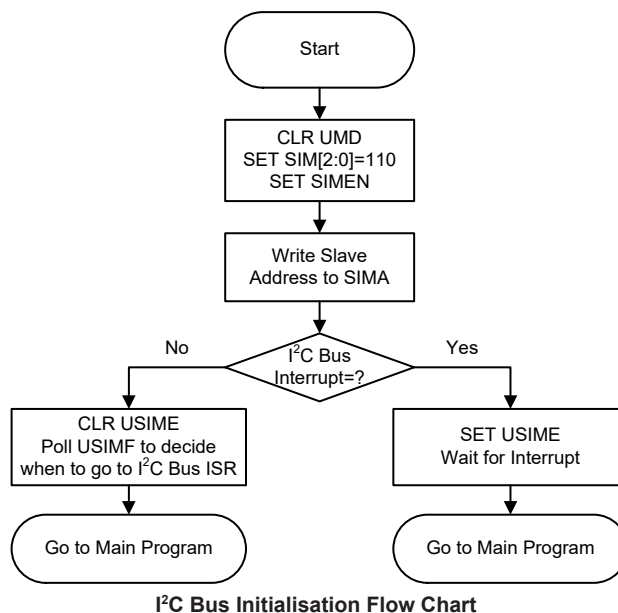 Start
CLR UMD
SET SIM[2:0]=110
SET SIMEN
Write Slave
Address to SIMA
I²C Bus
Interrupt=?
No
Yes
CLR USIME
Poll USIMF to decide
when to go to I²C Bus ISR
SET USIME
Wait for Interrupt
Go to Main Program
Go to Main Program
I²C Bus Initialisation Flow Chart